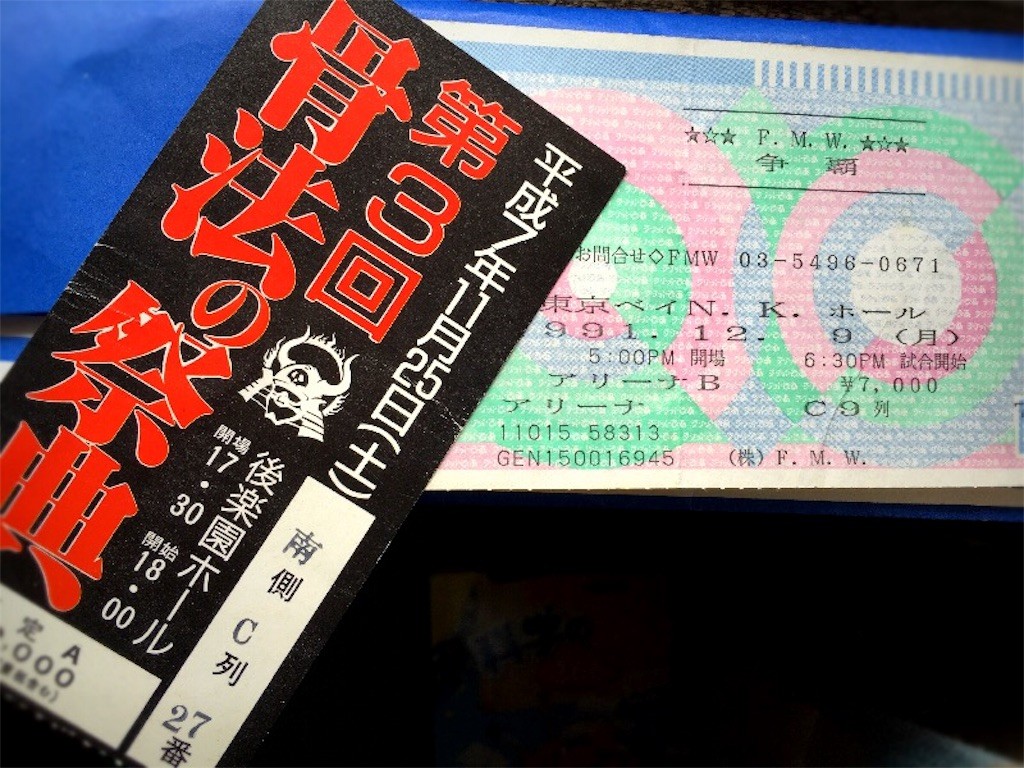 第3回
骨法の祭典
平成7年11月25日(土)
後楽園ホール
開場
17・30
開始
18・00
南側 C列 27番
定 A
,000
☆☆☆ F. M. W. ☆☆☆
争 覇
お問合せ◇FMW 03-5496-0671
東京ベイN. K. ホール
991. 12. 9 (月)
5:00PM 開場 6:30PM 試合開始
アリーナB ¥7,000
アリーナ C9列
11015 58313
GEN150016945 (株) F. M. W.